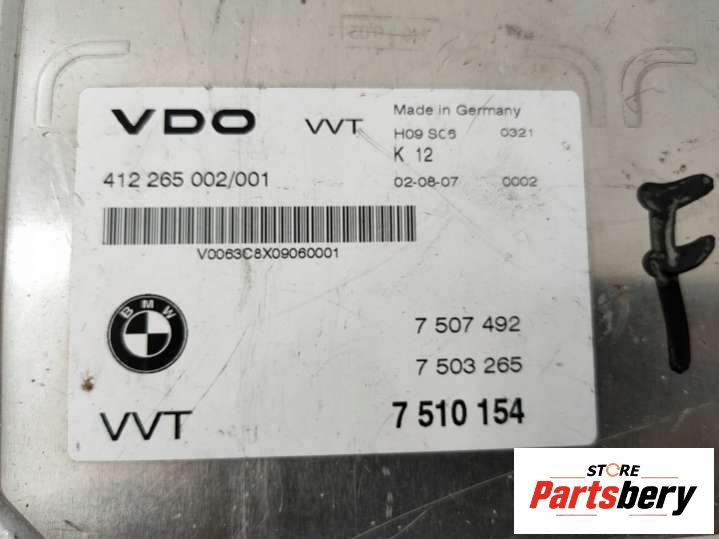 VDO VVT
Made in Germany
H09 S06 0321
K 12
412 265 002/001
02-08-07 0002
V0063C8X09060001
BMW
7 507 492
7 503 265
VVT 7 510 154
STORE
Partsbery